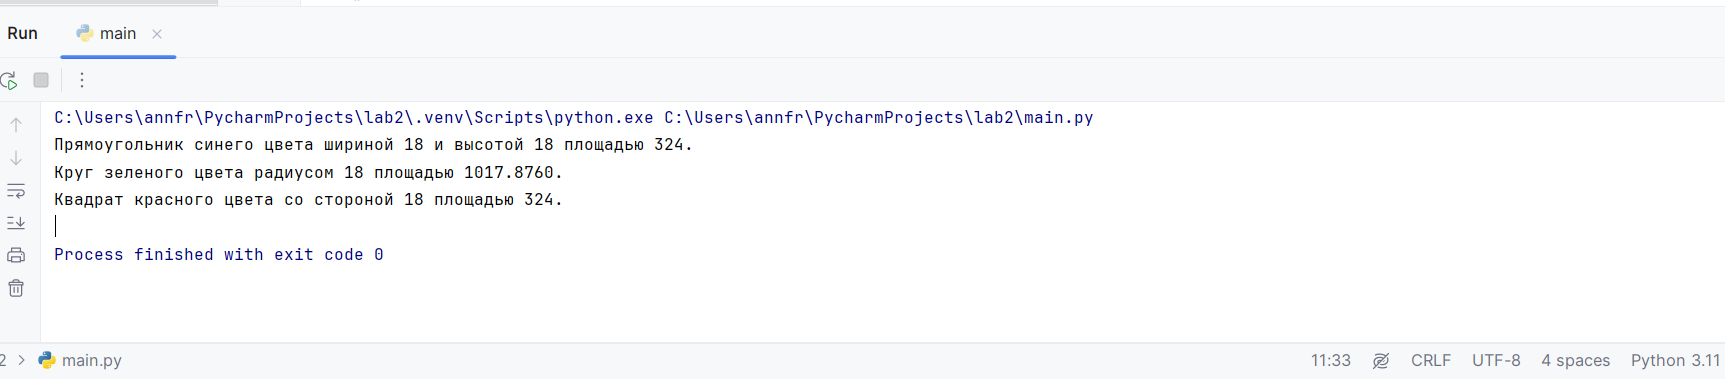 Run main
C:\Users\annfr\PycharmProjects\lab2\.venv\Scripts\python.exe C:\Users\annfr\PycharmProjects\lab2\main.py
Прямоугольник синего цвета шириной 18 и высотой 18 площадью 324.
Круг зеленого цвета радиусом 18 площадью 1017.8760.
Квадрат красного цвета со стороной 18 площадью 324.
Process finished with exit code 0
2 > main.py 11:33 CRLF UTF-8 4 spaces Python 3.11